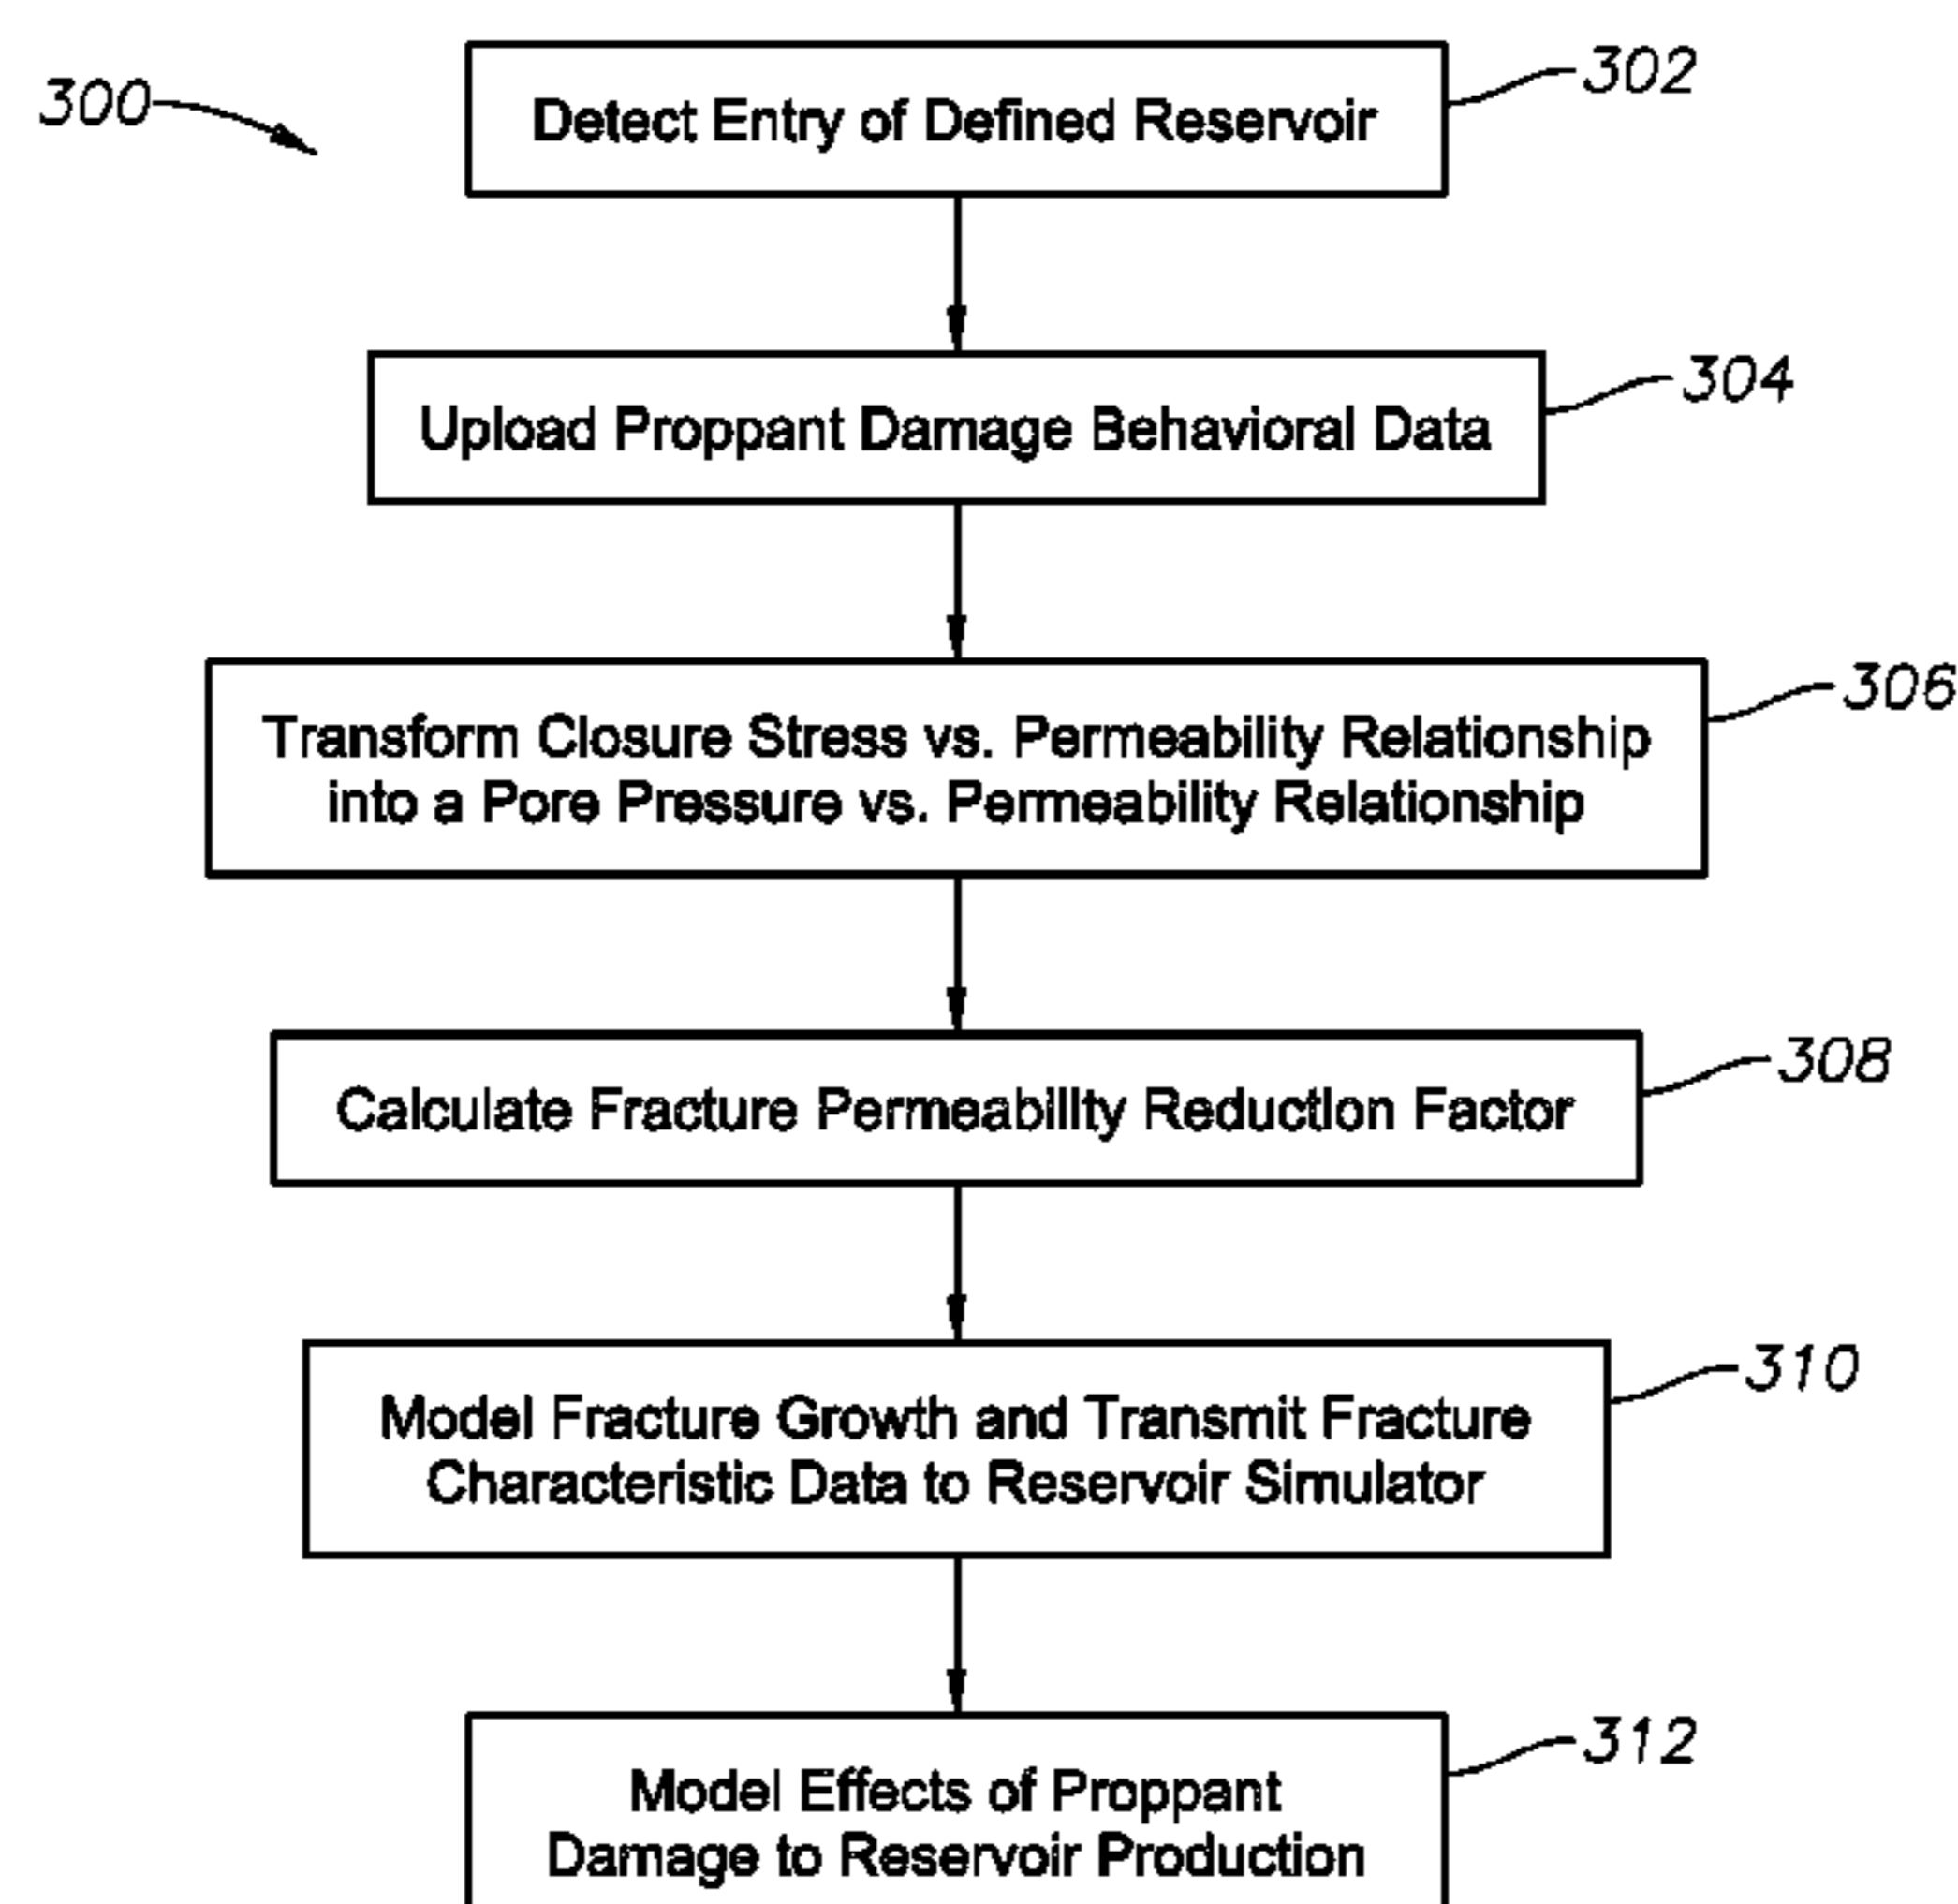 300
302
Detect Entry of Defined Reservoir
304
Upload Proppant Damage Behavioral Data
306
Transform Closure Stress vs. Permeability Relationship
into a Pore Pressure vs. Permeability Relationship
308
Calculate Fracture Permeability Reduction Factor
310
Model Fracture Growth and Transmit Fracture
Characteristic Data to Reservoir Simulator
312
Model Effects of Proppant
Damage to Reservoir Production